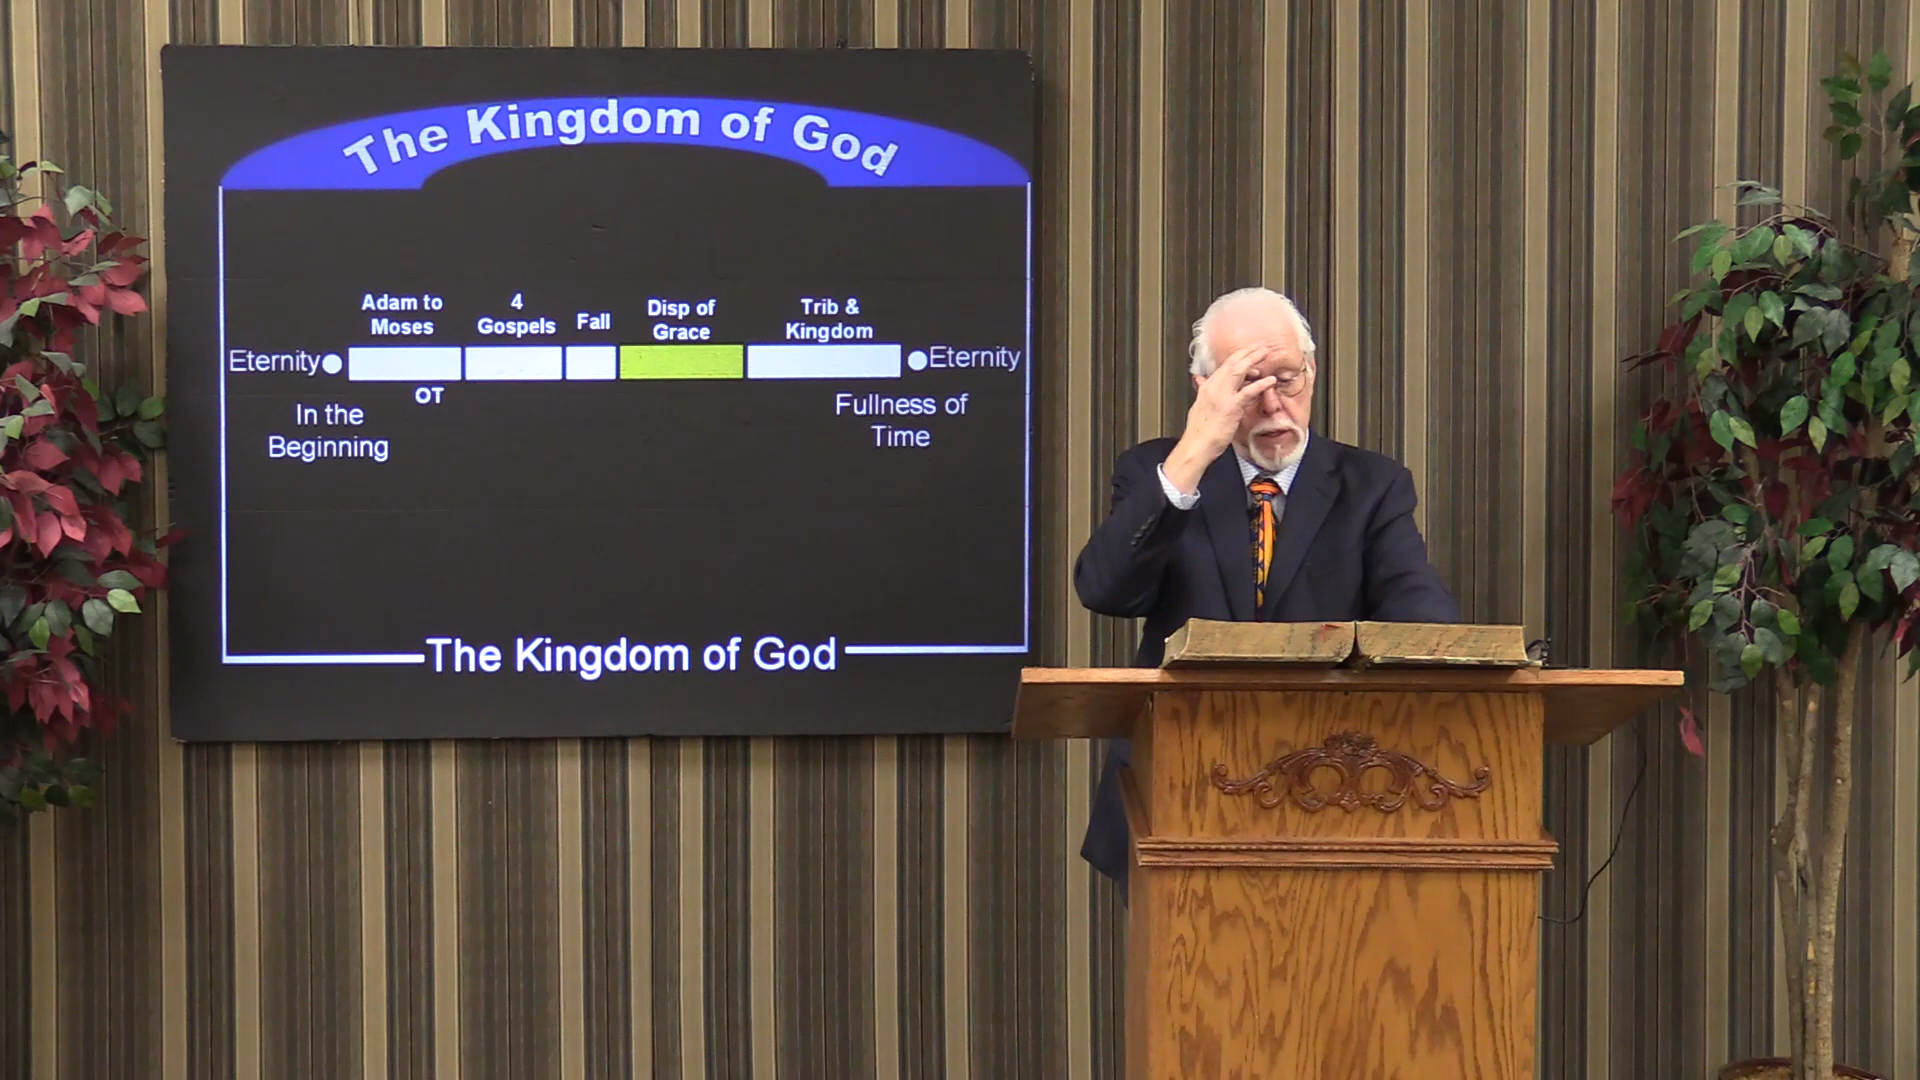 The Kingdom of God
Adam to
Moses
4
Gospels
Fall
Disp of
Grace
Trib &
Kingdom
Eternity
Eternity
OT
In the
Beginning
Fullness of
Time
The Kingdom of God